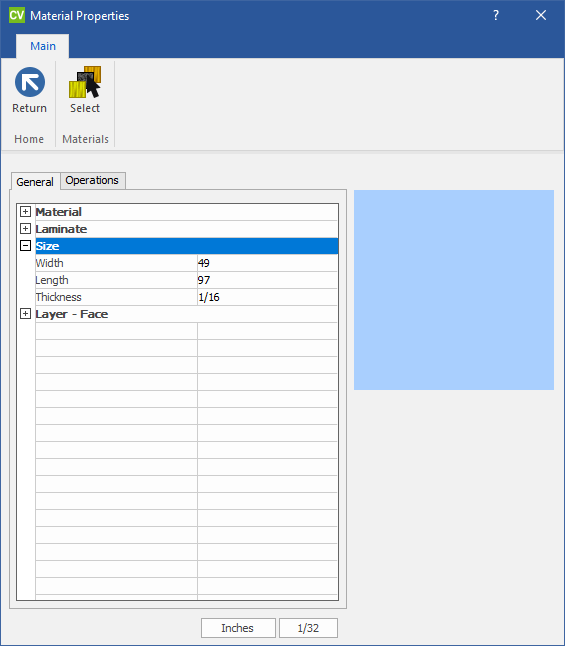 CV Material Properties ?
Main
Return Select
Home Materials
General Operations
Material
Laminate
Size
Width 49
Length 97
Thickness 1/16
Layer - Face
Inches 1/32